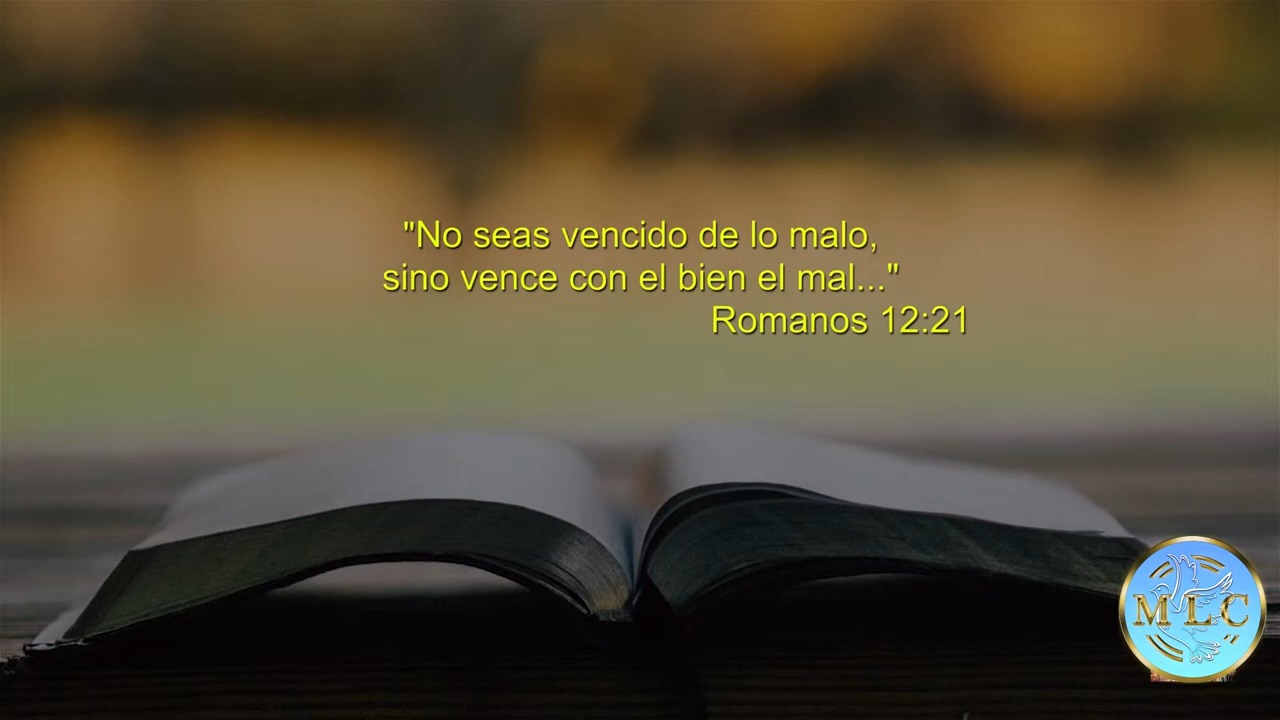 "No seas vencido de lo malo,
sino vence con el bien el mal..."
Romanos 12:21
MLC